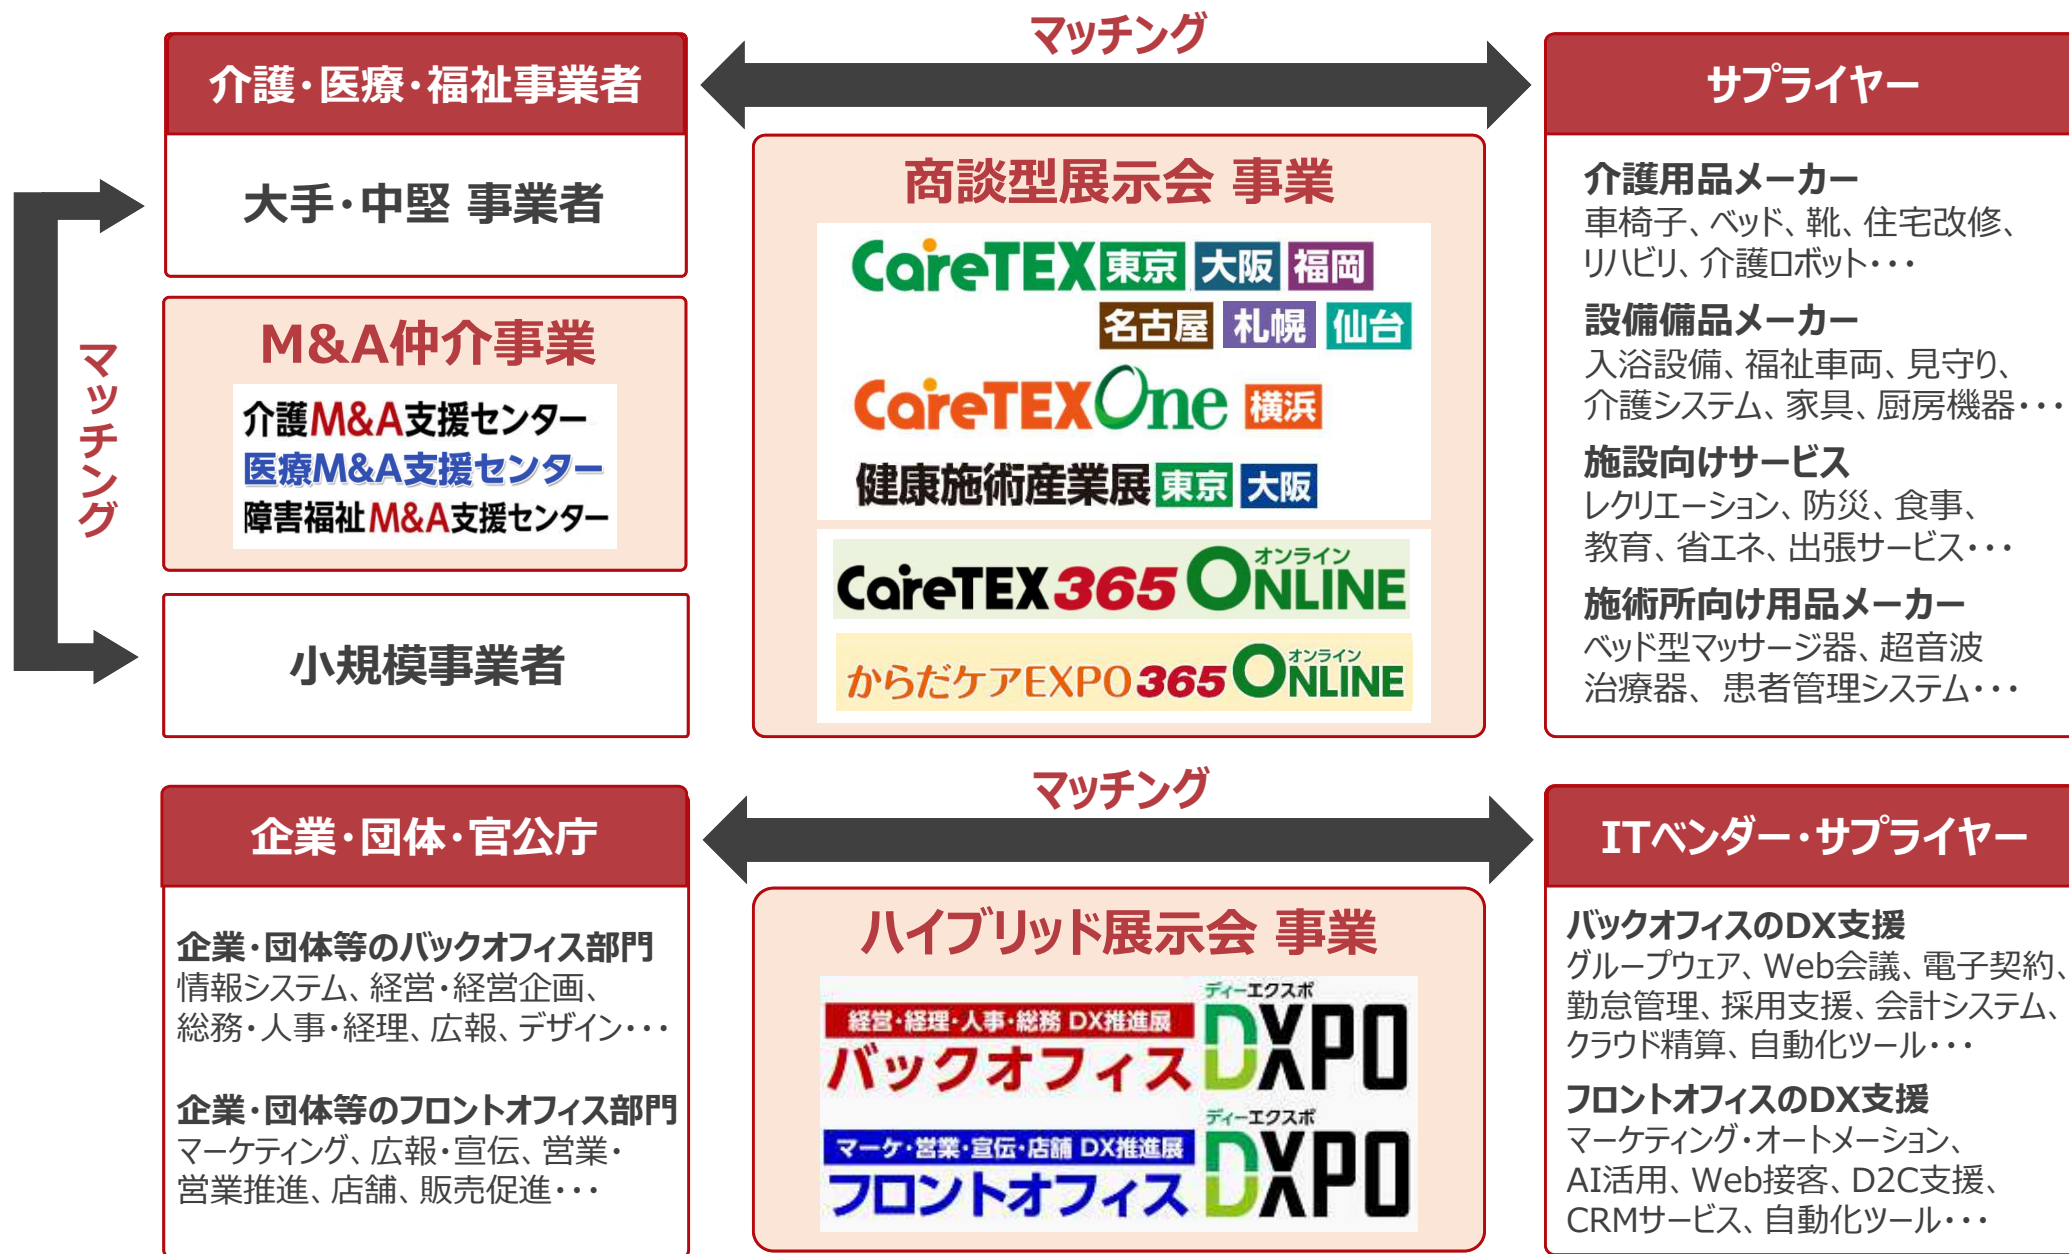 マッチング
介護・医療・福祉事業者
大手・中堅 事業者
マッチング
M&A仲介事業
介護M&A支援センター
医療M&A支援センター
障害福祉M&A支援センター
小規模事業者
商談型展示会 事業
CareTEX 東京 大阪 福岡
名古屋 札幌 仙台
CareTEXOne 横浜
健康施術産業展 東京 大阪
オンライン
CareTEX365 ONLINE
オンライン
からだケアEXPO365 ONLINE
サプライヤー
介護用品メーカー
車椅子、ベッド、靴、住宅改修、
リハビリ、介護ロボット・・・
設備備品メーカー
入浴設備、福祉車両、見守り、
介護システム、家具、厨房機器・・・
施設向けサービス
レクリエーション、防災、食事、
教育、省エネ、出張サービス・・・
施術所向け用品メーカー
ベッド型マッサージ器、超音波
治療器、患者管理システム・・・
マッチング
企業・団体・官公庁
企業・団体等のバックオフィス部門
情報システム、経営・経営企画、
総務・人事・経理、広報、デザイン・・・
企業・団体等のフロントオフィス部門
マーケティング、広報・宣伝、営業・
営業推進、店舗、販売促進・・・
ハイブリッド展示会 事業
ディーエクスポ
経営・経理・人事・総務 DX推進展
バックオフィス DXPO
ディーエクスポ
マーケ・営業・宣伝・店舗 DX推進展
フロントオフィス DXPO
ITベンダー・サプライヤー
バックオフィスのDX支援
グループウェア、Web会議、電子契約、
勤怠管理、採用支援、会計システム、
クラウド精算、自動化ツール・・・
フロントオフィスのDX支援
マーケティング・オートメーション、
AI活用、Web接客、D2C支援、
CRMサービス、自動化ツール・・・